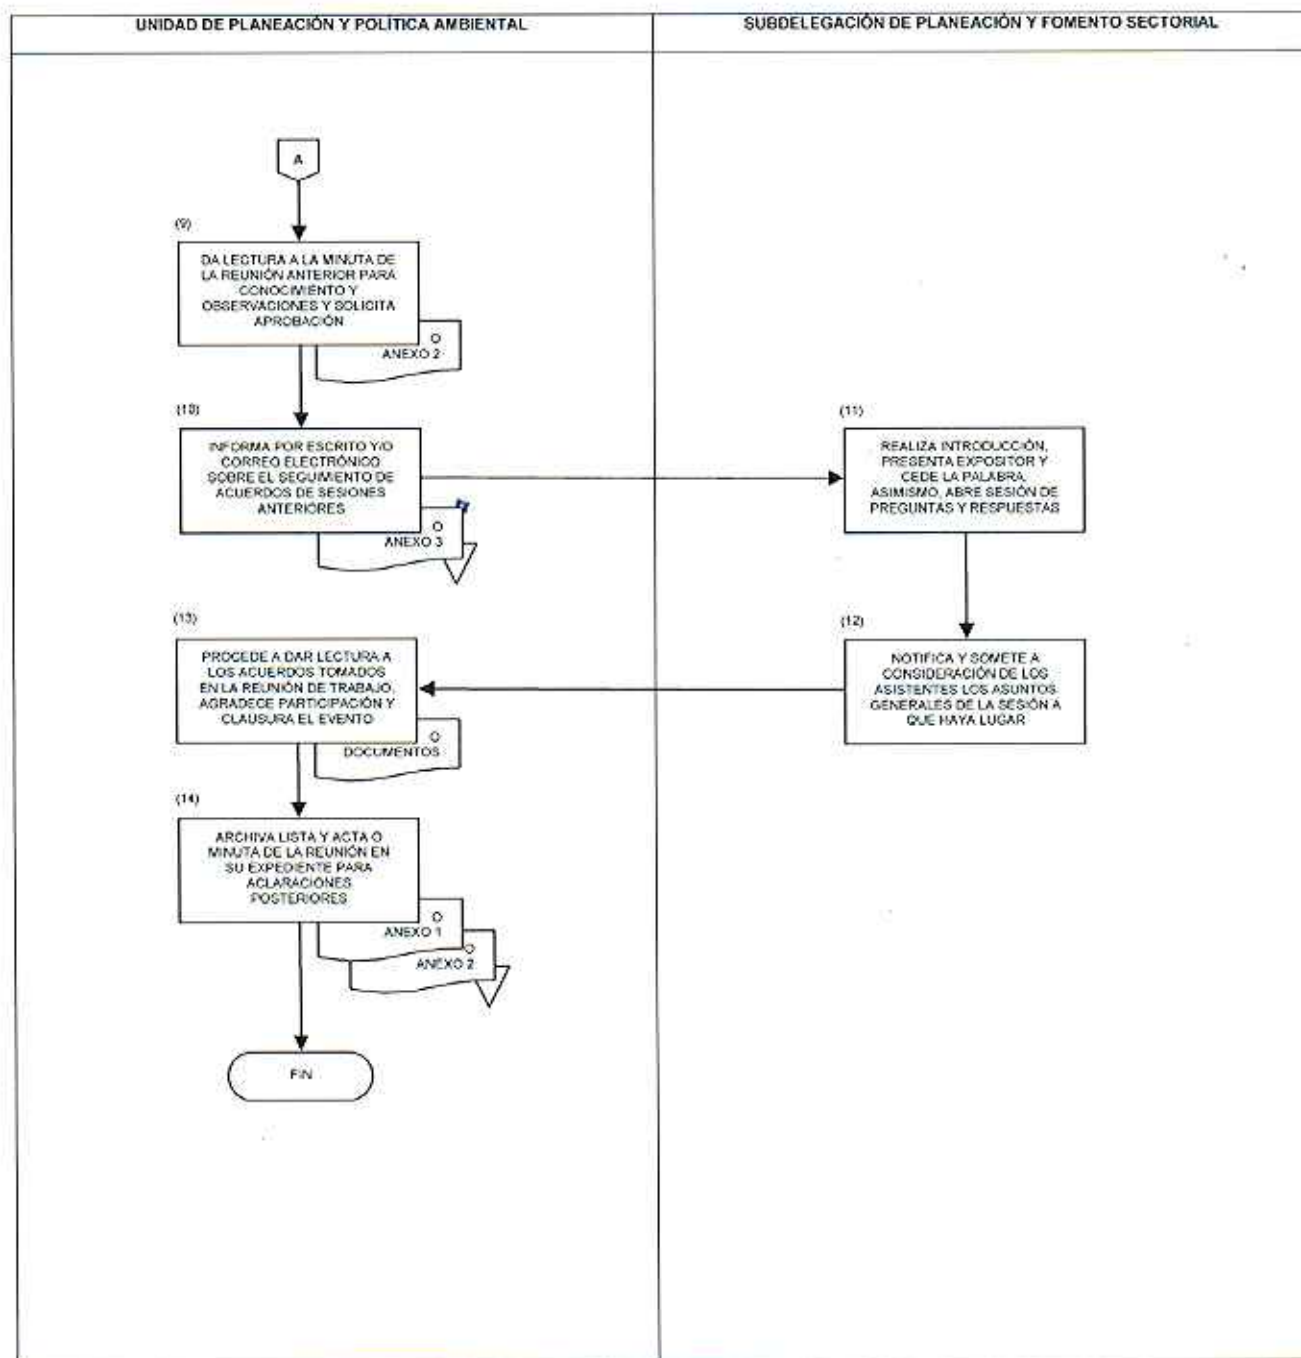 UNIDAD DE PLANEACIÓN Y POLÍTICA AMBIENTAL
SUBDELEGACIÓN DE PLANEACIÓN Y FOMENTO SECTORIAL
A
(9)
DA LECTURA A LA MINUTA DE
LA REUNIÓN ANTERIOR PARA
CONOCIMIENTO Y
OBSERVACIONES Y SOLICITA
APROBACIÓN
O
ANEXO 2
(10)
INFORMA POR ESCRITO Y/O
CORREO ELECTRÓNICO
SOBRE EL SEGUIMIENTO DE
ACUERDOS DE SESIONES
ANTERIORES
O
ANEXO 3
(11)
REALIZA INTRODUCCIÓN,
PRESENTA EXPOSITOR Y
CEDE LA PALABRA,
ASIMISMO, ABRE SESIÓN DE
PREGUNTAS Y RESPUESTAS
(12)
NOTIFICA Y SOMETE A
CONSIDERACIÓN DE LOS
ASISTENTES LOS ASUNTOS
GENERALES DE LA SESIÓN A
QUE HAYA LUGAR
(13)
PROCEDE A DAR LECTURA A
LOS ACUERDOS TOMADOS
EN LA REUNIÓN DE TRABAJO,
AGRADECE PARTICIPACIÓN Y
CLAUSURA EL EVENTO
O
DOCUMENTOS
(14)
ARCHIVA LISTA Y ACTA O
MINUTA DE LA REUNIÓN EN
SU EXPEDIENTE PARA
ACLARACIONES
POSTERIORES
O
ANEXO 1
O
ANEXO 2
FIN